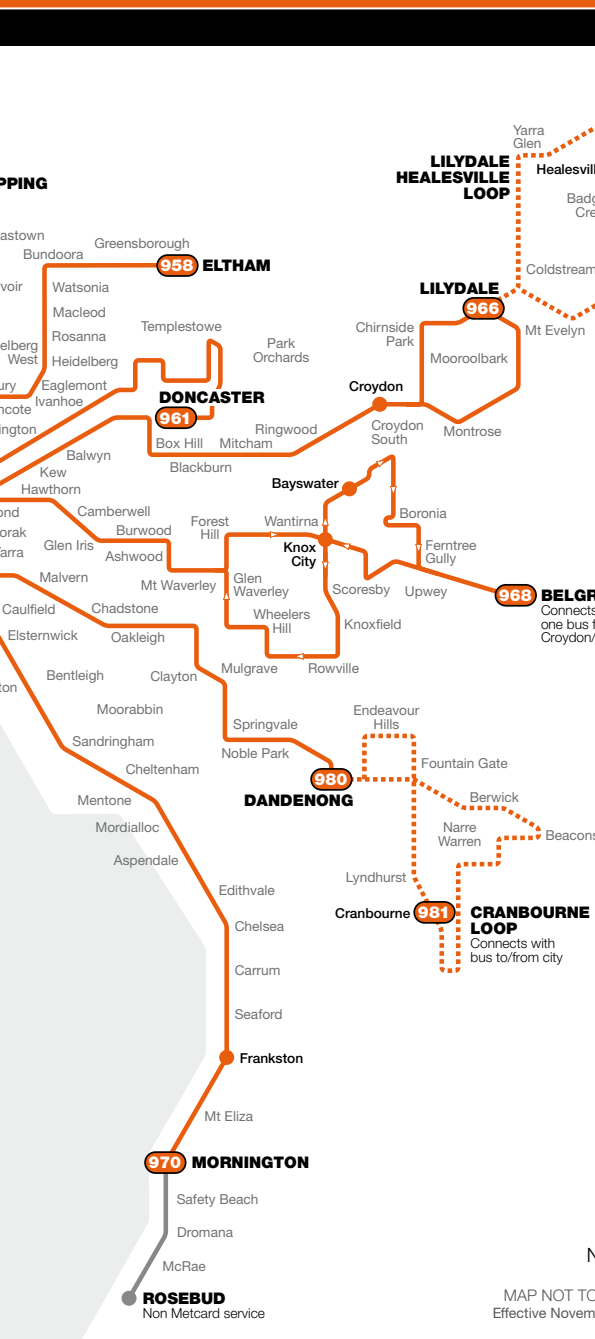 Yarra
Glen
LILYDALE
HEALESVILLE
LOOP
Healesvill
PPING
Badg
Cre
astown
Greensborough
Bundoora
958
ELTHAM
Coldstream
voir
Watsonia
LILYDALE
966
Macleod
Templestowe
Chirnside
Park
Mt Evelyn
Rosanna
elberg
West
Park
Orchards
Mooroolbark
Heidelberg
ury
Eaglemont
Croydon
Ivanhoe
DONCASTER
ncote
961
ington
Ringwood
Croydon
South
Montrose
Box Hill
Mitcham
Balwyn
Blackburn
Kew
Bayswater
Hawthorn
ond
Camberwell
Forest
Hill
Wantirna
Boronia
orak
Burwood
Glen Iris
Knox
City
Ferntree
Gully
arra
Ashwood
Malvern
Mt Waverley
Glen
Waverley
Scoresby
Upwey
968
BELGR
Connects
one bus f
Croydon/
Caulfield
Chadstone
Wheelers
Hill
Knoxfield
Elsternwick
Oakleigh
Bentleigh
Clayton
Mulgrave
Rowville
ton
Moorabbin
Endeavour
Hills
Springvale
Sandringham
Noble Park
Fountain Gate
Cheltenham
980
DANDENONG
Berwick
Mentone
Narre
Warren
Beacons
Mordialloc
Aspendale
Lyndhurst
Edithvale
Cranbourne
981
CRANBOURNE
LOOP
Connects with
bus to/from city
Chelsea
Carrum
Seaford
Frankston
Mt Eliza
970
MORNINGTON
Safety Beach
Dromana
McRae
ROSEBUD
Non Metcard service
N
MAP NOT TO
Effective Novem